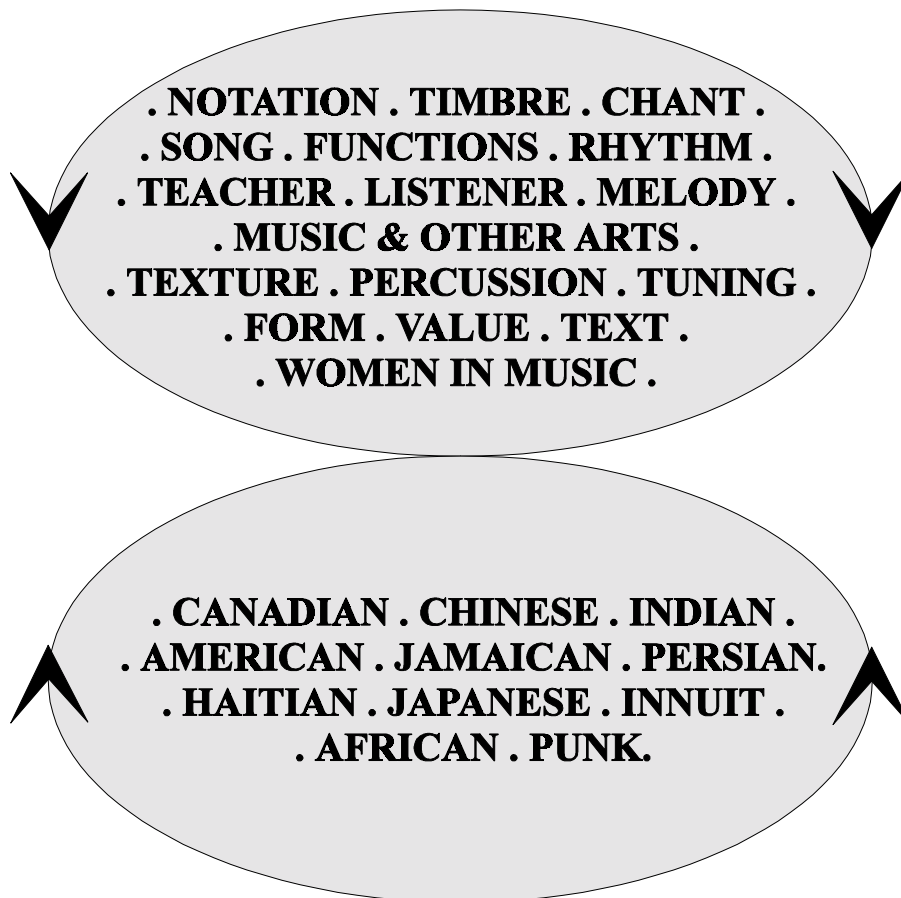 . NOTATION . TIMBRE . CHANT .
. SONG . FUNCTIONS . RHYTHM .
. TEACHER . LISTENER . MELODY .
. MUSIC & OTHER ARTS .
. TEXTURE . PERCUSSION . TUNING .
. FORM . VALUE . TEXT .
. WOMEN IN MUSIC .
. CANADIAN . CHINESE . INDIAN .
. AMERICAN . JAMAICAN . PERSIAN.
. HAITIAN . JAPANESE . INNUIT .
. AFRICAN . PUNK.